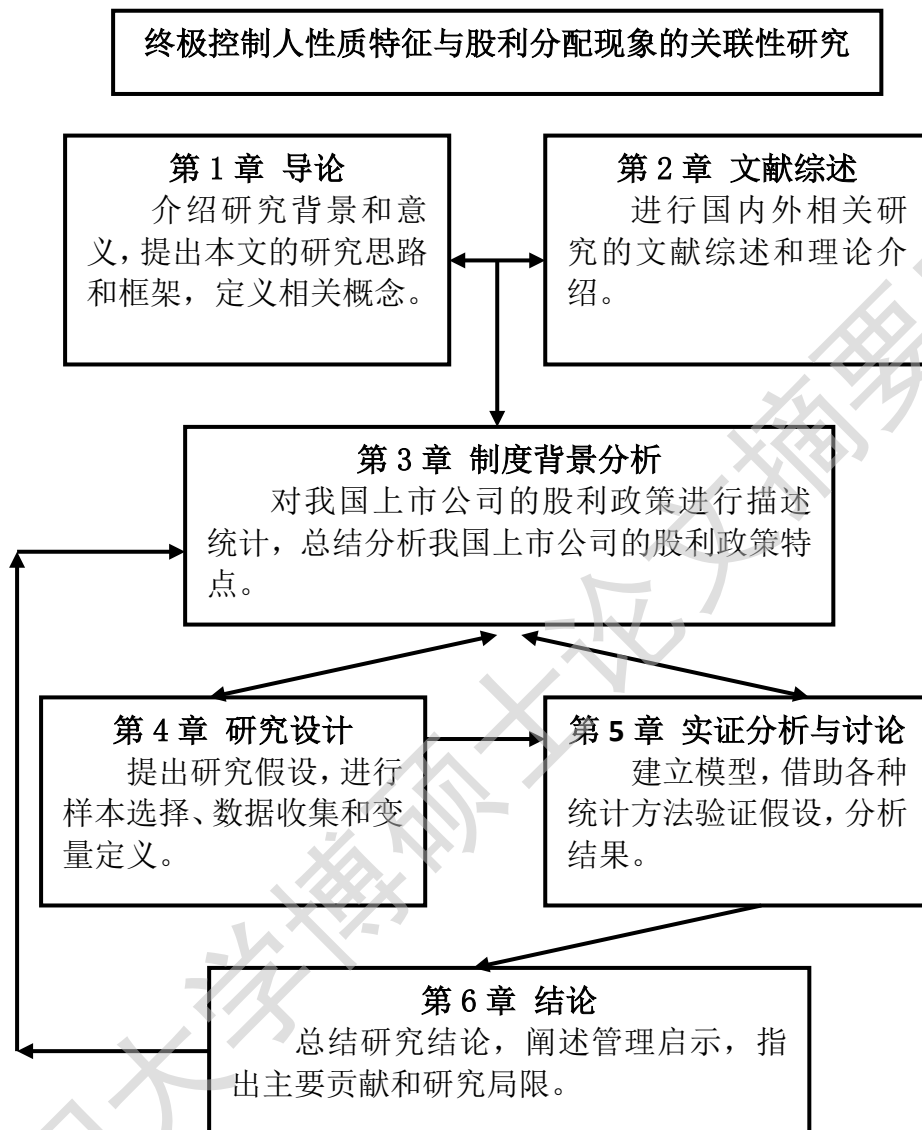 终极控制人性质特征与股利分配现象的关联性研究
第 1 章 导论
介绍研究背景和意
义，提出本文的研究思路
和框架，定义相关概念。
第 2 章 文献综述
进行国内外相关研
究的文献综述和理论介
绍。
第 3 章 制度背景分析
对我国上市公司的股利政策进行描述
统计，总结分析我国上市公司的股利政策特
点。
第 4 章 研究设计
提出研究假设，进行
样本选择、数据收集和变
量定义。
第 5 章 实证分析与讨论
建立模型，借助各种
统计方法验证假设，分析
结果。
第 6 章 结论
总结研究结论，阐述管理启示，指
出主要贡献和研究局限。
大学博硕士论文摘要